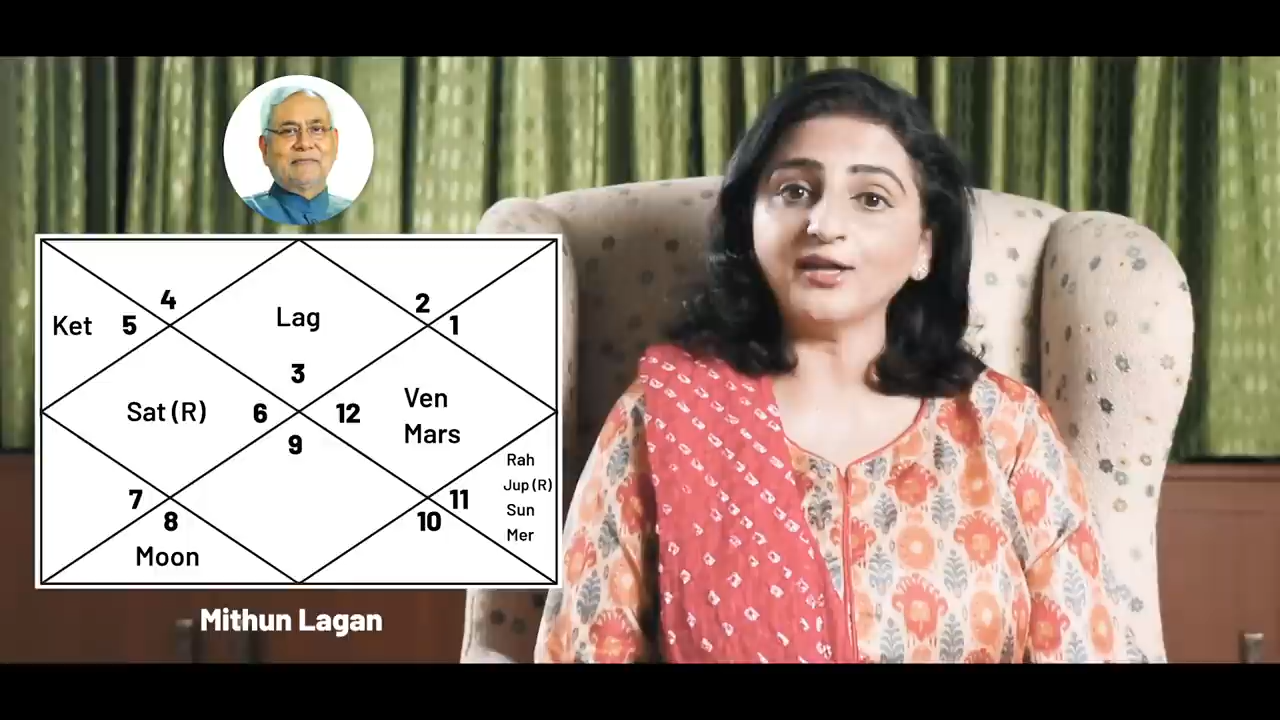 4
2
Ket
5
Lag
1
3
Sat (R)
6
12
Ven
Mars
9
Rah
Jup (R)
Sun
Mer
7
8
11
10
Moon
Mithun Lagan